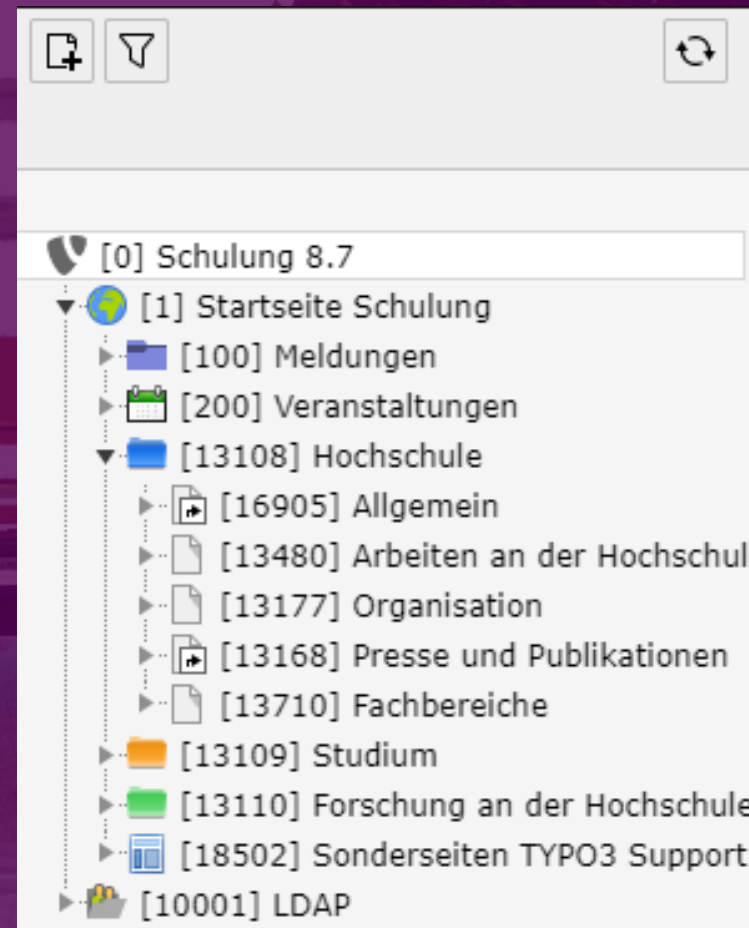 [0] Schulung 8.7
[1] Startseite Schulung
[100] Meldungen
[200] Veranstaltungen
[13108] Hochschule
[16905] Allgemein
[13480] Arbeiten an der Hochschul
[13177] Organisation
[13168] Presse und Publikationen
[13710] Fachbereiche
[13109] Studium
[13110] Forschung an der Hochschule
[18502] Sonderseiten TYPO3 Support
[10001] LDAP